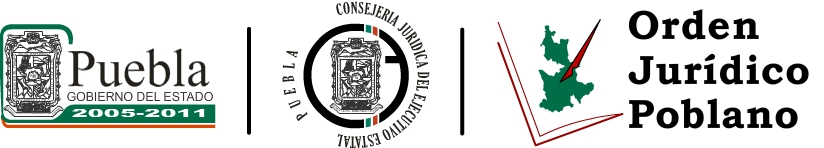 Puebla
GOBIERNO DEL ESTADO
2005-2011
CONSEJERIA JURIDICA DEL EJECUTIVO ESTATAL
PUEBLA
Orden
Jurídico
Poblano